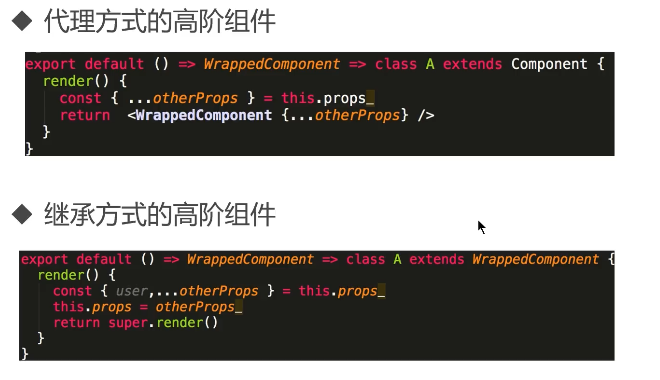 ◆ 代理方式的高阶组件
export default () => WrappedComponent => class A extends Component {
  render() {
    const { ...otherProps } = this.props_
    return  <WrappedComponent {...otherProps} />
  }
}
◆ 继承方式的高阶组件
export default () => WrappedComponent => class A extends WrappedComponent {
  render() {
    const { user,...otherProps } = this.props_
    this.props = otherProps_
    return super.render()
  }
}